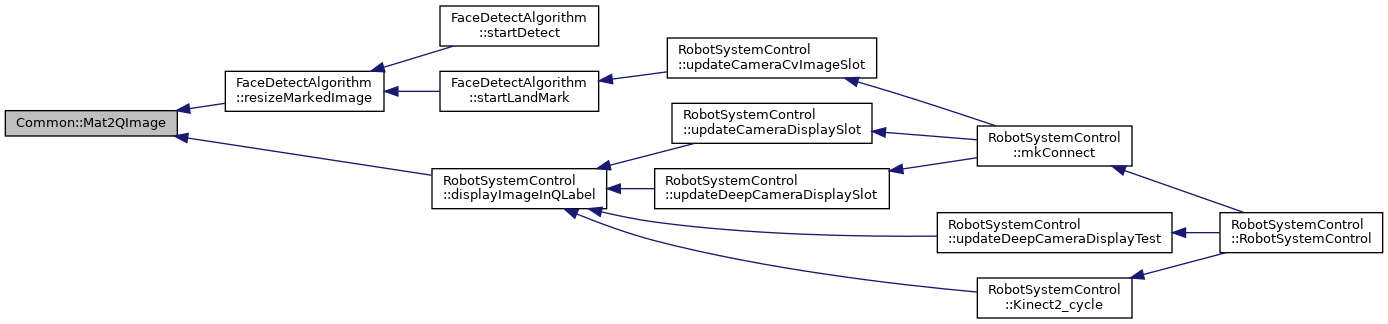 FaceDetectAlgorithm
::startDetect
RobotSystemControl
::updateCameraCvImageSlot
FaceDetectAlgorithm
::resizeMarkedImage
FaceDetectAlgorithm
::startLandMark
Common::Mat2QImage
RobotSystemControl
::updateCameraDisplaySlot
RobotSystemControl
::mkConnect
RobotSystemControl
::displayImageInQLabel
RobotSystemControl
::updateDeepCameraDisplaySlot
RobotSystemControl
::updateDeepCameraDisplayTest
RobotSystemControl
::RobotSystemControl
RobotSystemControl
::Kinect2_cycle